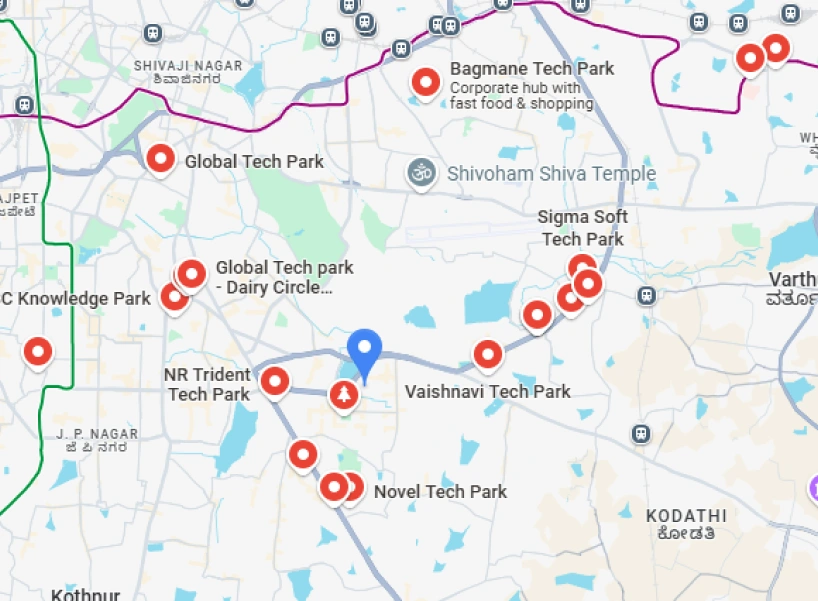 SHIVAJI NAGAR
ಶಿವಾಜಿನಗರ
Bagmane Tech Park
Corporate hub with
fast food & shopping
Global Tech Park
Shivoham Shiva Temple
AJPET
ಜಪೇಟೆ
WH
Sigma Soft
Tech Park
Global Tech park
- Dairy Circle...
C Knowledge Park
Varth
ವರ್ತೂ
NR Trident
Tech Park
Vaishnavi Tech Park
J. P. NAGAR
ಜೆ ಪಿ ನಗರ
Novel Tech Park
KODATHI
ಕೋಡತಿ
Kothnur